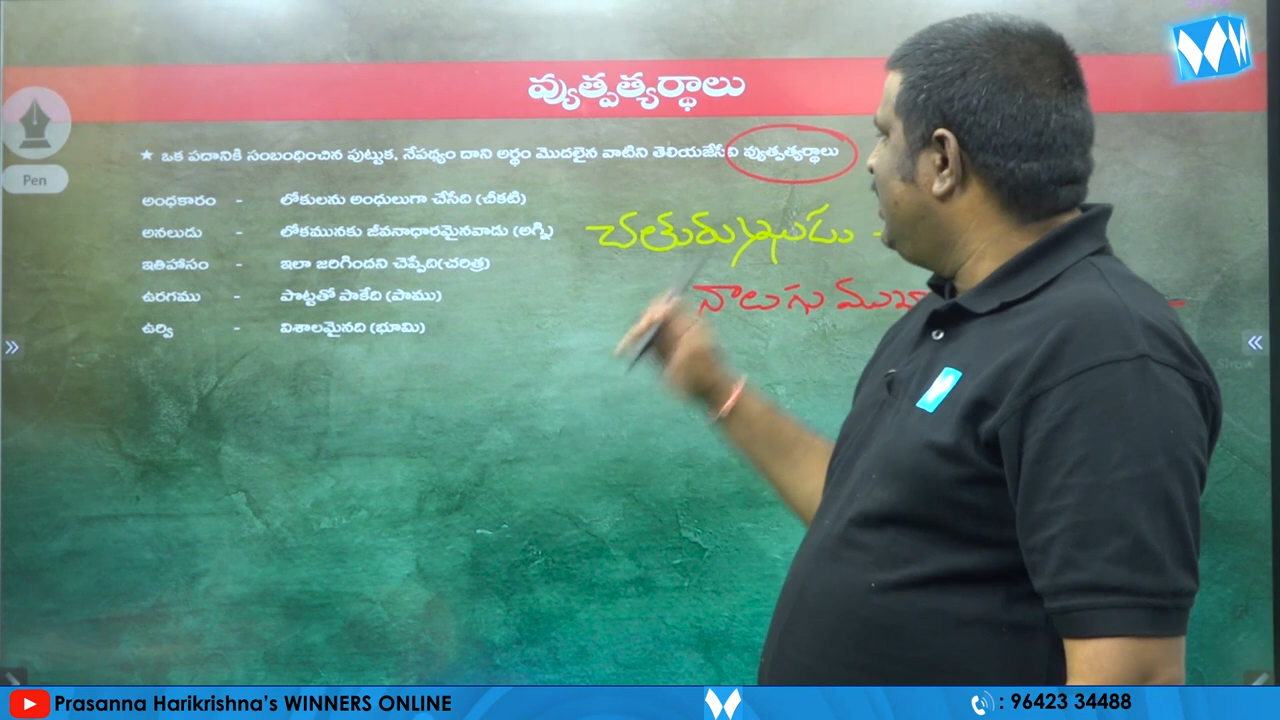 వ్యుత్పత్యర్థాలు
Pen
★ ఒక పదానికి సంబంధించిన పుట్టుక, నేపథ్యం దాని అర్థం మొదలైన వాటిని తెలియజేసేవి వ్యుత్పత్యర్థాలు
అంధకారం - లోకులను అంధులుగా చేసేది (చీకటి)
అనలుడు - లోకమునకు జీవనాధారమైనవాడు (అగ్ని)
చతుర్ముఖుడు -
ఇతిహాసం - ఇలా జరిగిందని చెప్పేది(చరిత్ర)
ఉరగము - పొట్టతో పాకేది (పాము)
నాలుగు
ఉర్వి - విశాలమైనది (భూమి)
Show
Prasanna Harikrishna's WINNERS ONLINE
: 96423 34488